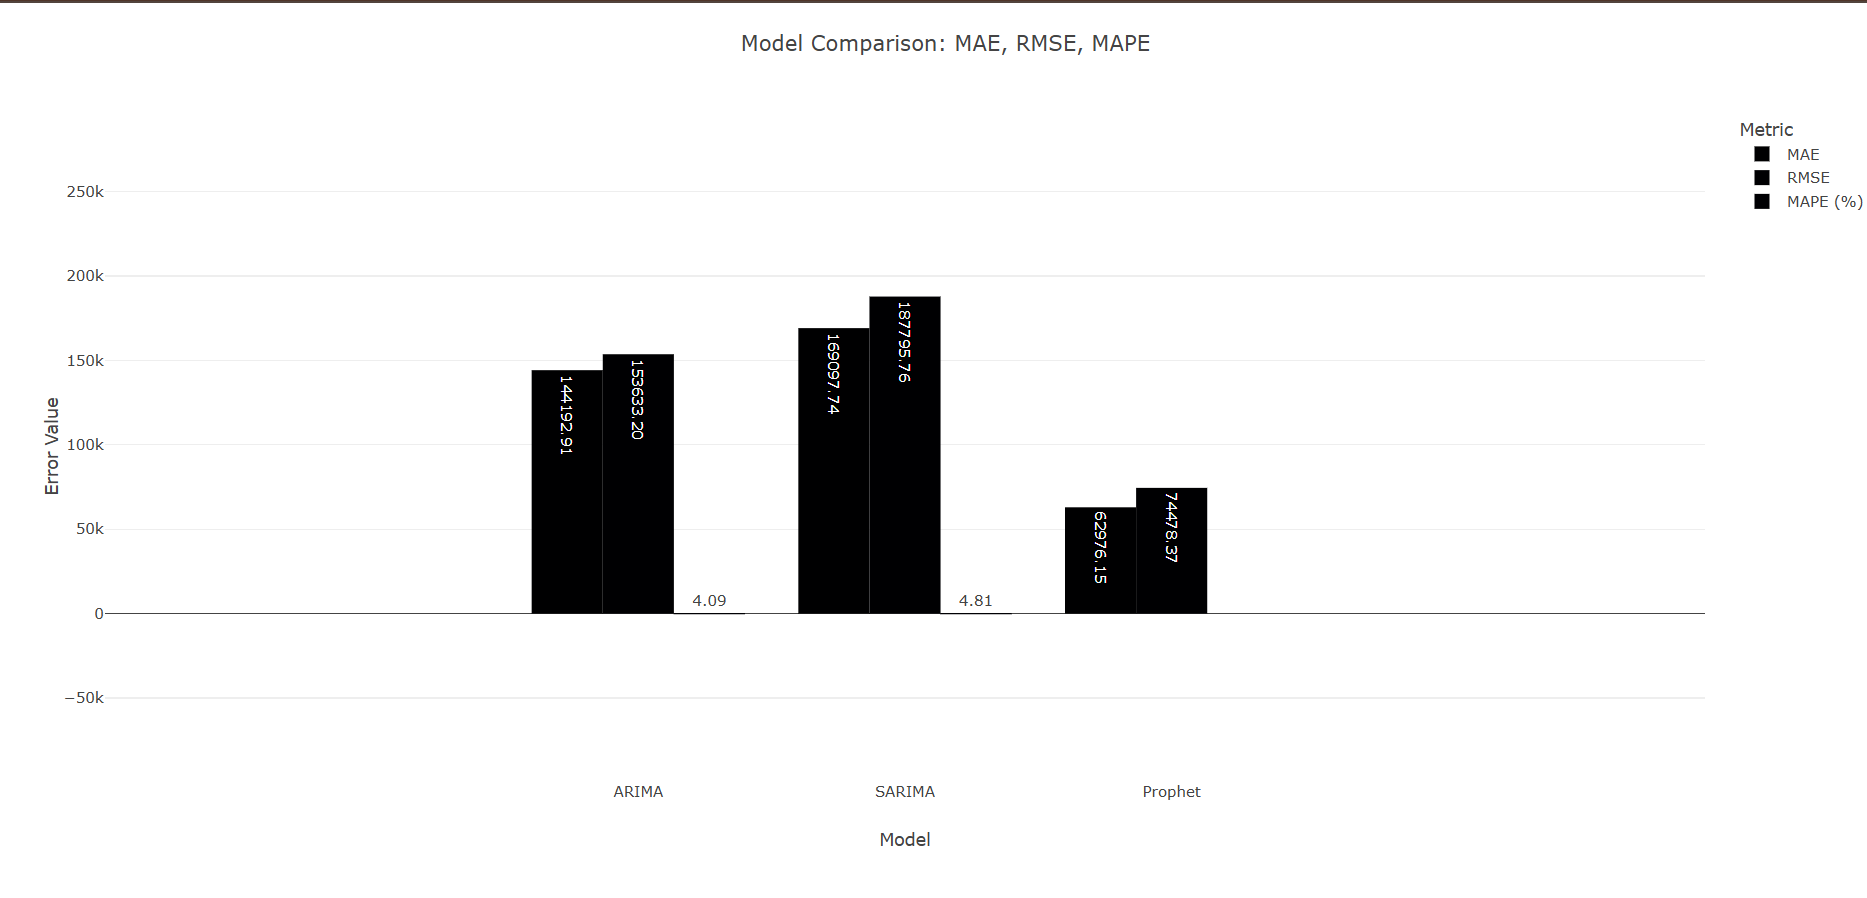 Model Comparison: MAE, RMSE, MAPE
Metric
MAE
RMSE
MAPE (%)
250k
200k
150k
100k
50k
0
−50k
Error Value
144192.91
153633.20
4.09
169097.74
187795.76
4.81
62976.15
74478.37
ARIMA
SARIMA
Prophet
Model